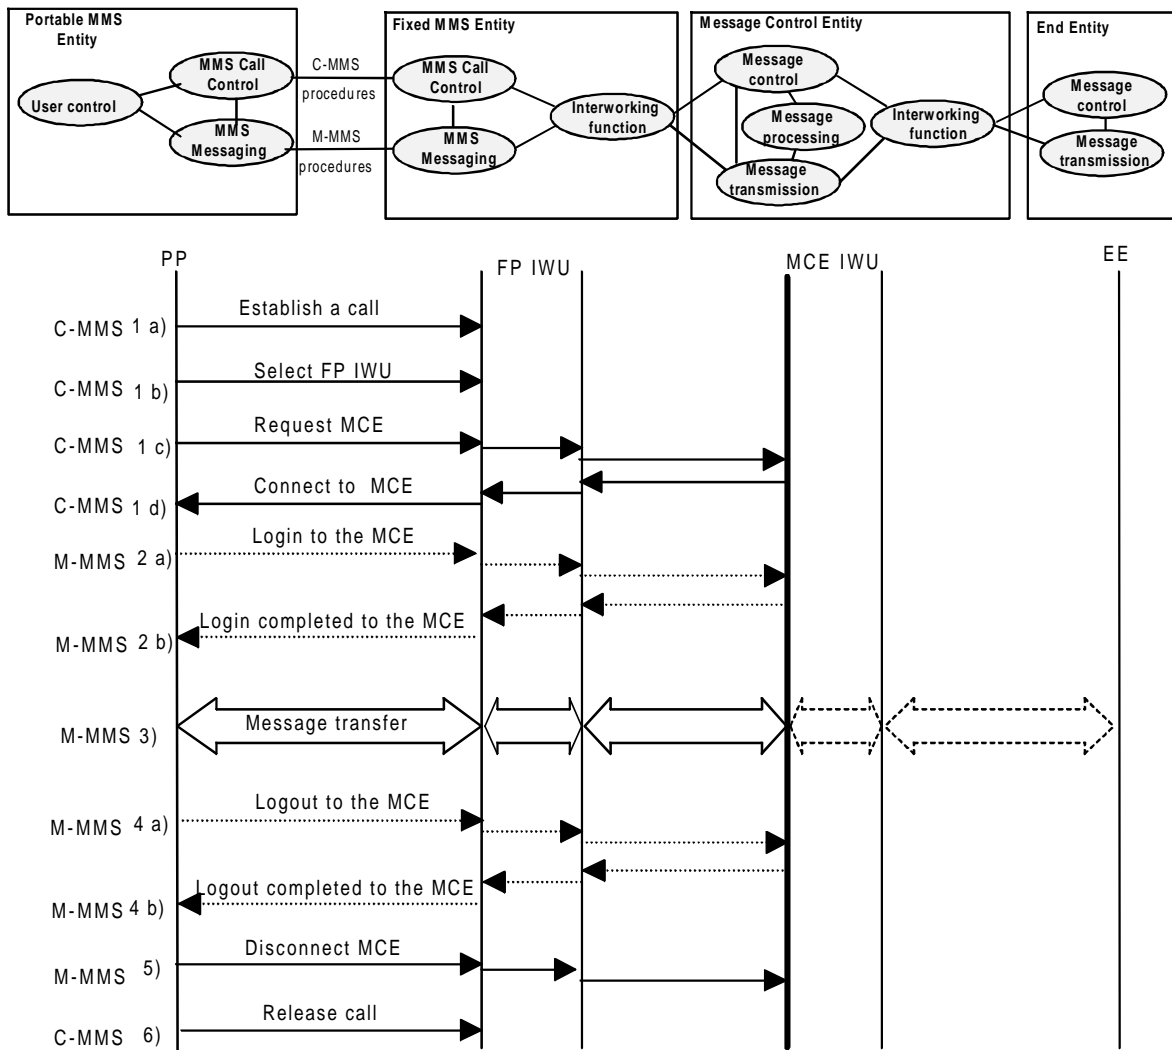 Portable MMS
Entity
Fixed MMS Entity
Message Control Entity
End Entity
User control
MMS Call
Control
MMS
Messaging
C-MMS
procedures
M-MMS
procedures
MMS Call
Control
MMS
Messaging
Interworking
function
Message
control
Message
processing
Message
transmission
Interworking
function
Message
control
Message
transmission
PP
FP IWU
MCE IWU
EE
C-MMS 1 a)
Establish a call
C-MMS 1 b)
Select FP IWU
C-MMS 1 c)
Request MCE
C-MMS 1 d)
Connect to MCE
M-MMS 2 a)
Login to the MCE
M-MMS 2 b)
Login completed to the MCE
M-MMS 3)
Message transfer
M-MMS 4 a)
Logout to the MCE
M-MMS 4 b)
Logout completed to the MCE
M-MMS 5)
Disconnect MCE
C-MMS 6)
Release call